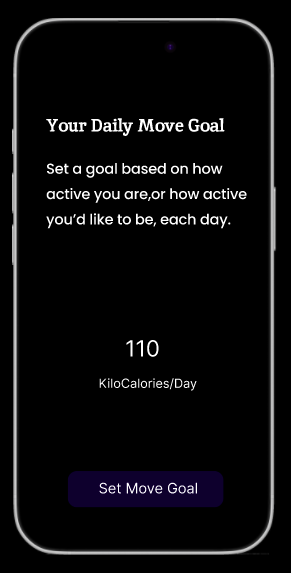 Your Daily Move Goal
Set a goal based on how
active you are,or how active
you’d like to be, each day.
110
KiloCalories/Day
Set Move Goal